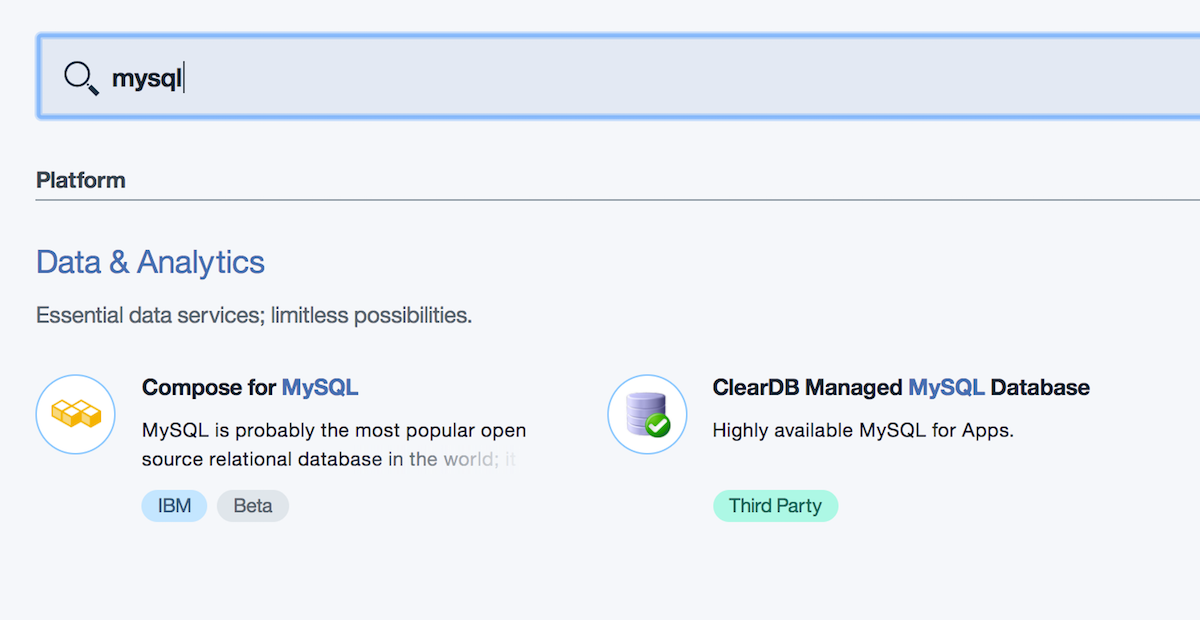 mysql
Platform
Data & Analytics
Essential data services; limitless possibilities.
Compose for MySQL
MySQL is probably the most popular open
source relational database in the world; it
IBM
Beta
ClearDB Managed MySQL Database
Highly available MySQL for Apps.
Third Party